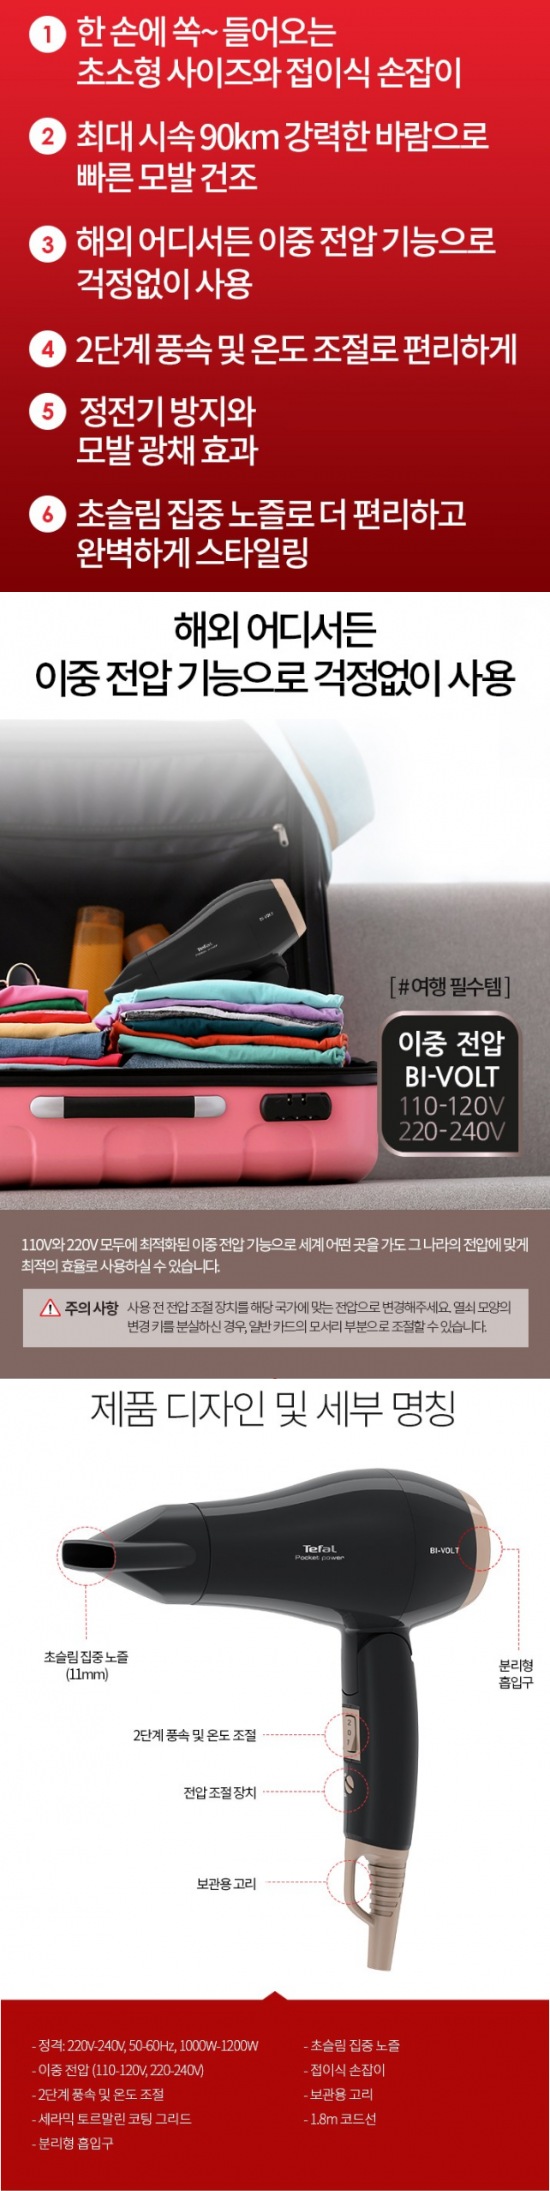 1 한 손에 쏙~ 들어오는
초소형 사이즈와 접이식 손잡이
2 최대 시속 90km 강력한 바람으로
빠른 모발 건조
3 해외 어디서든 이중 전압 기능으로
걱정없이 사용
4 2단계 풍속 및 온도 조절로 편리하게
5 정전기 방지와
모발 광채 효과
6 초슬림 집중 노즐로 더 편리하고
완벽하게 스타일링
해외 어디서든
이중 전압 기능으로 걱정없이 사용
BI-VOLT
Tefal
[ #여행 필수템 ]
이중 전압
BI-VOLT
110-120V
220-240V
110V와 220V 모두에 최적화된 이중 전압 기능으로 세계 어떤 곳을 가도 그 나라의 전압에 맞게
최적의 효율로 사용하실 수 있습니다.
주의사항 사용 전 전압 조절 장치를 해당 국가에 맞는 전압으로 변경해주세요. 열쇠 모양의
변경 키를 분실하신 경우, 일반 카드의 모서리 부분으로 조절할 수 있습니다.
제품 디자인 및 세부 명칭
Tefal
Pocket power
BI-VOLT
초슬림 집중 노즐
(11mm)
분리형
흡입구
2
0
1
2단계 풍속 및 온도 조절
전압 조절 장치
보관용 고리
- 정격: 220V-240V, 50-60Hz, 1000W-1200W
- 이중 전압 (110-120V, 220-240V)
- 2단계 풍속 및 온도 조절
- 세라믹 토르말린 코팅 그리드
- 분리형 흡입구
- 초슬림 집중 노즐
- 접이식 손잡이
- 보관용 고리
- 1.8m 코드선